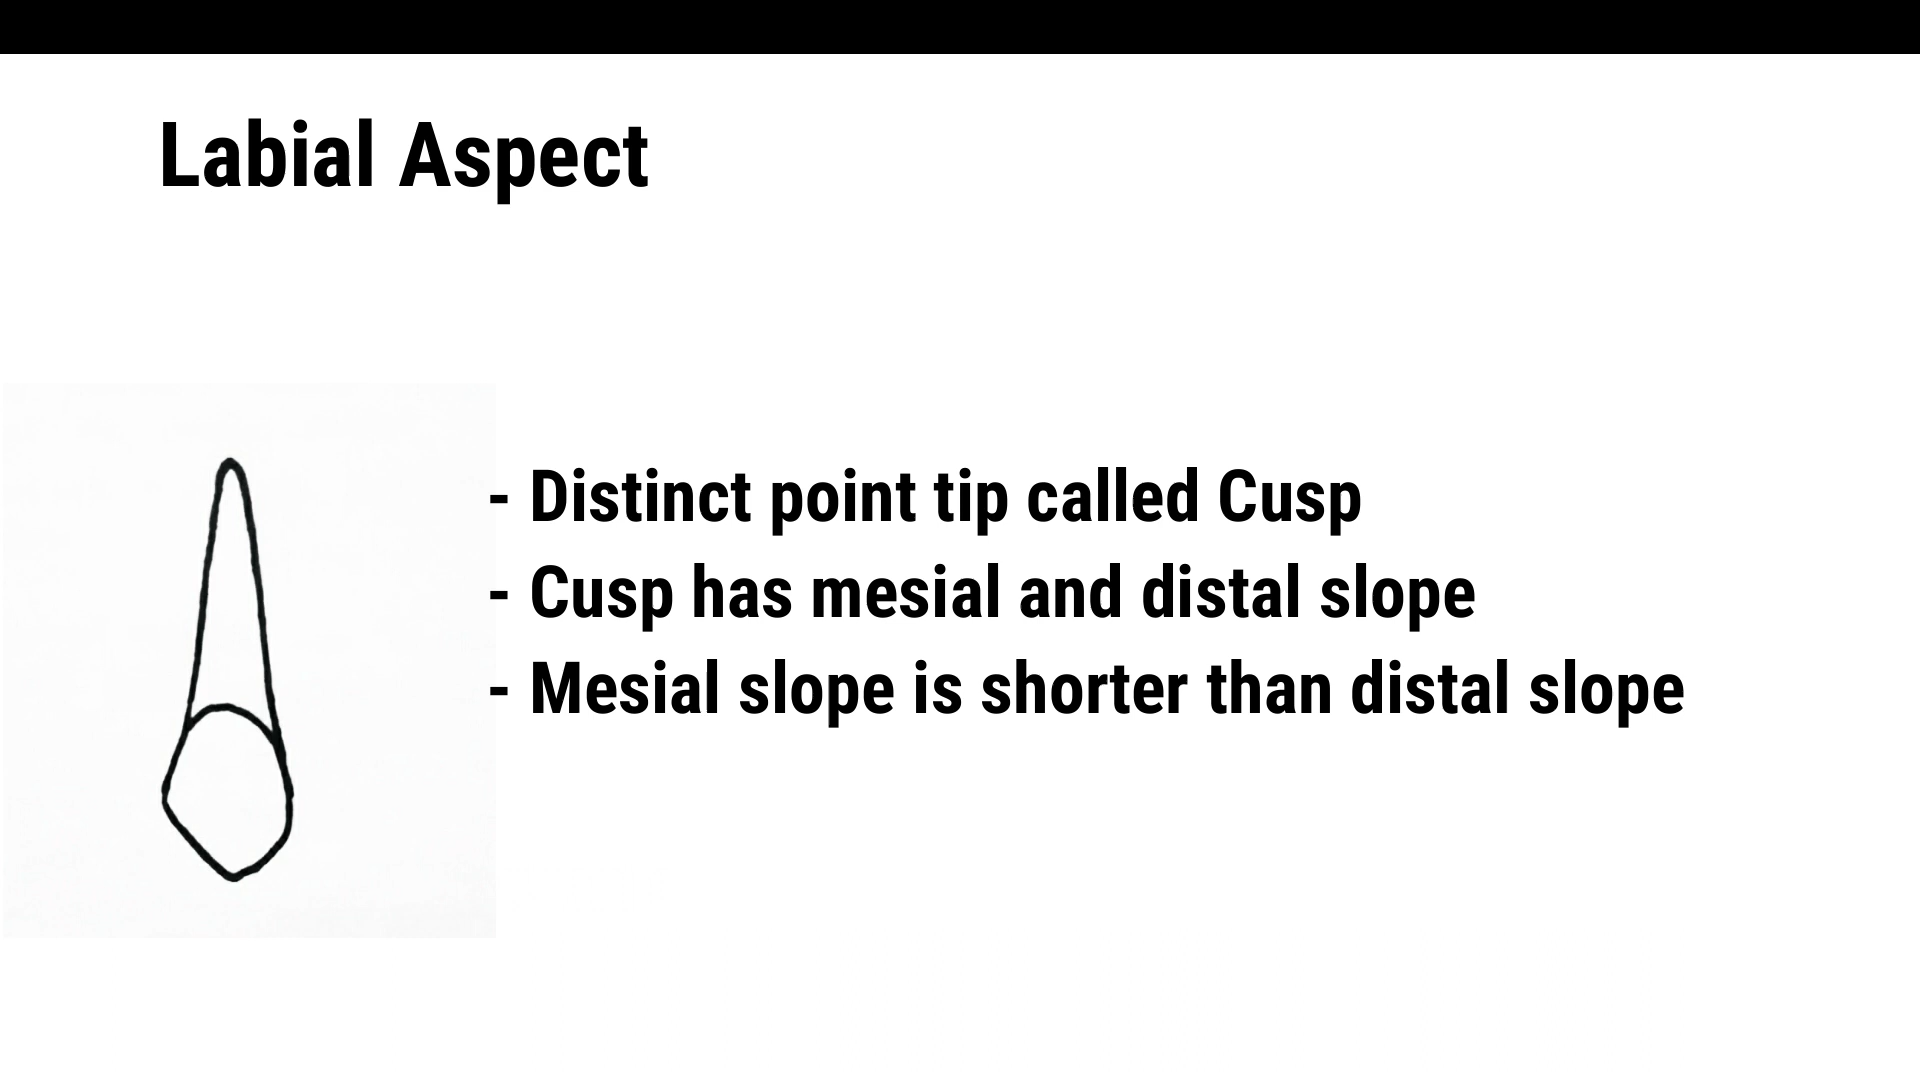 Labial Aspect
- Distinct point tip called Cusp
- Cusp has mesial and distal slope
- Mesial slope is shorter than distal slope